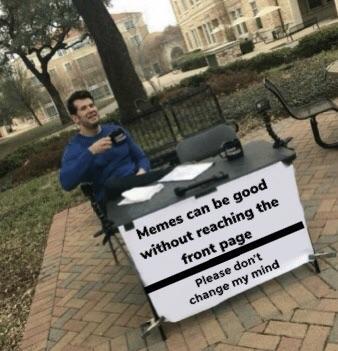 Memes can be good
without reaching the
front page
Please don't
change my mind